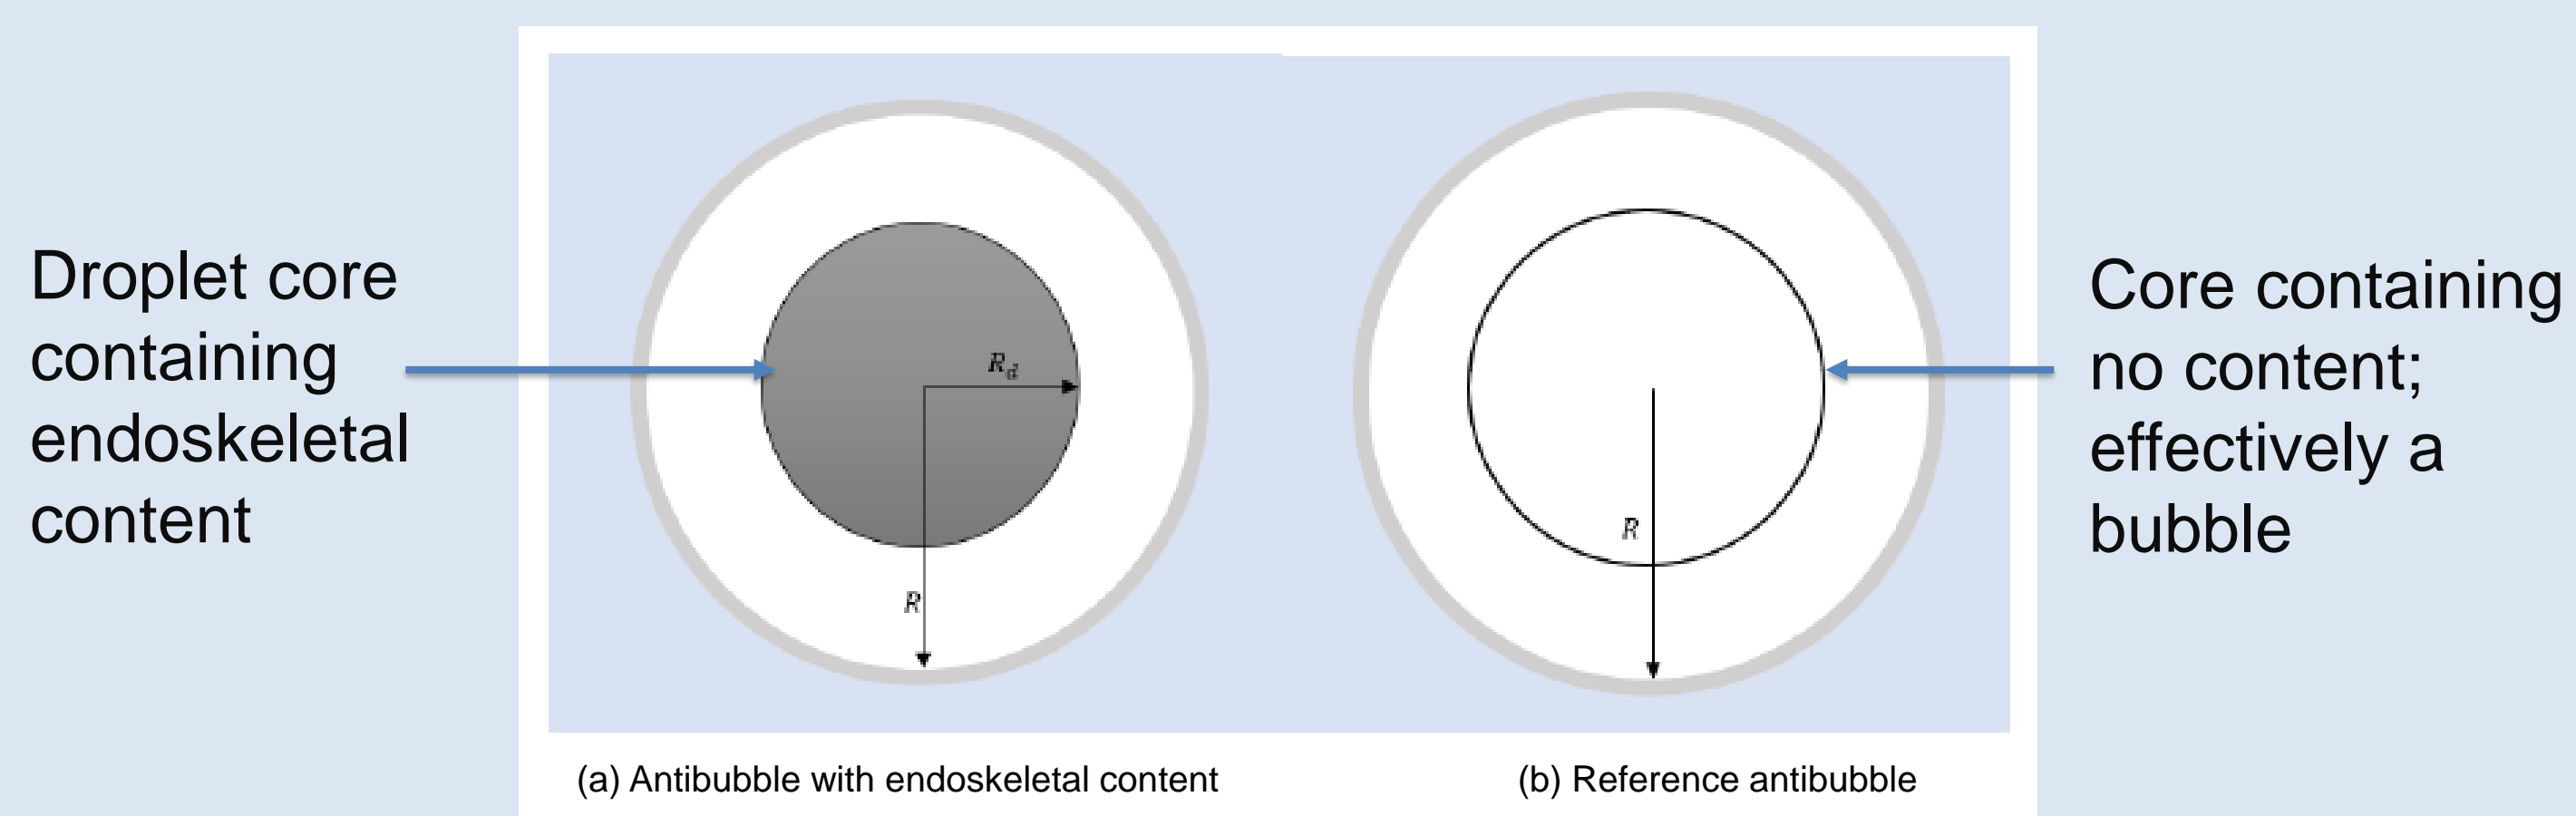 Droplet core
containing
endoskeletal
content
R_d
R
R
Core containing
no content;
effectively a
bubble
(a) Antibubble with endoskeletal content
(b) Reference antibubble